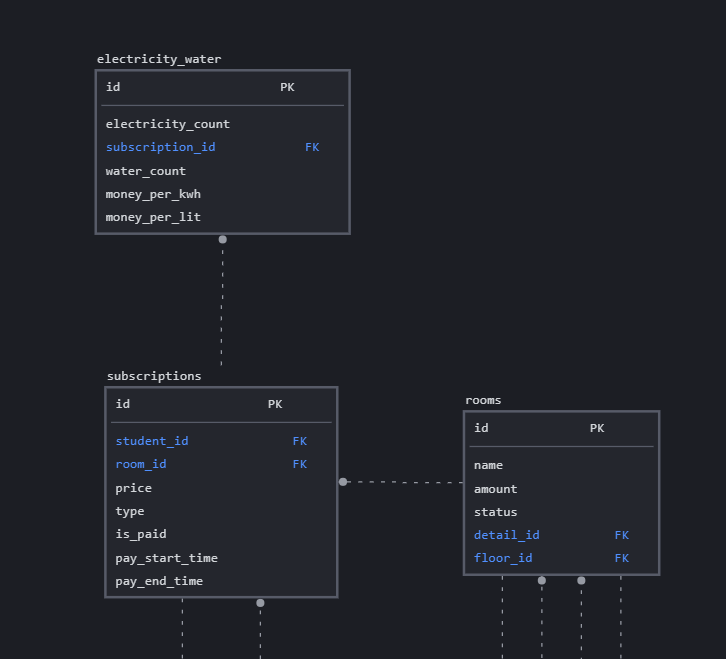 electricity_water
id PK
electricity_count
subscription_id FK
water_count
money_per_kwh
money_per_lit
subscriptions
id PK
student_id FK
room_id FK
price
type
is_paid
pay_start_time
pay_end_time
rooms
id PK
name
amount
status
detail_id FK
floor_id FK